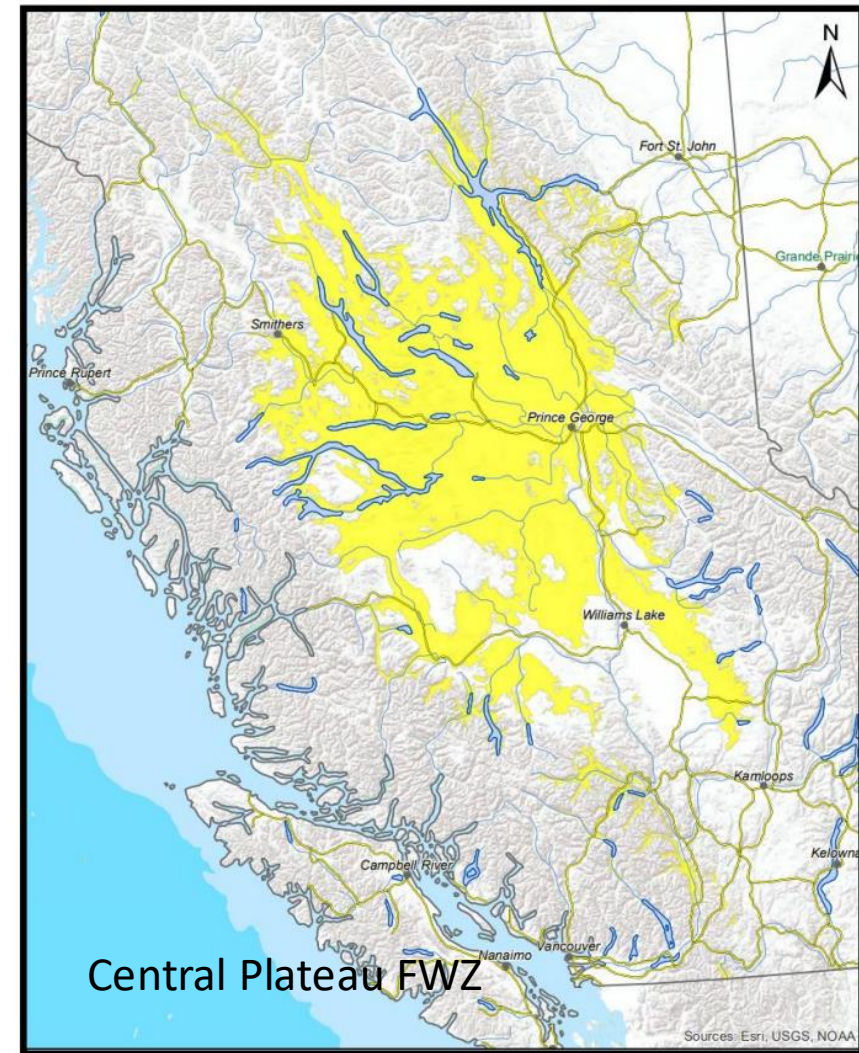 N
Fort St. John
Grande Prairie
Smithers
Prince Rupert
Prince George
Williams Lake
Kamloops
Kelowna
Campbell River
Vancouver
Nanaimo
Central Plateau FWZ
Sources: Esri, USGS, NOAA